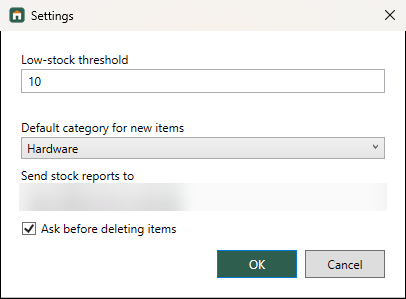 Settings
Low-stock threshold
10
Default category for new items
Hardware
Send stock reports to
Ask before deleting items
OK
Cancel